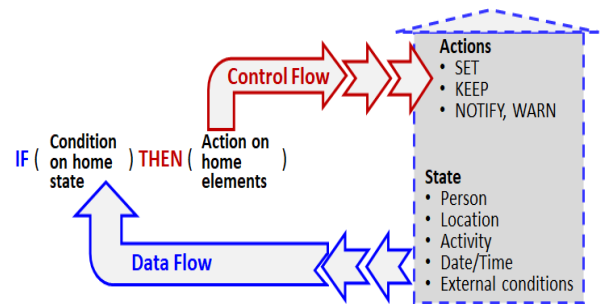 Control Flow
Actions
• SET
• KEEP
• NOTIFY, WARN
IF ( Condition on home state ) THEN ( Action on home elements )
State
• Person
• Location
• Activity
• Date/Time
• External conditions
Data Flow